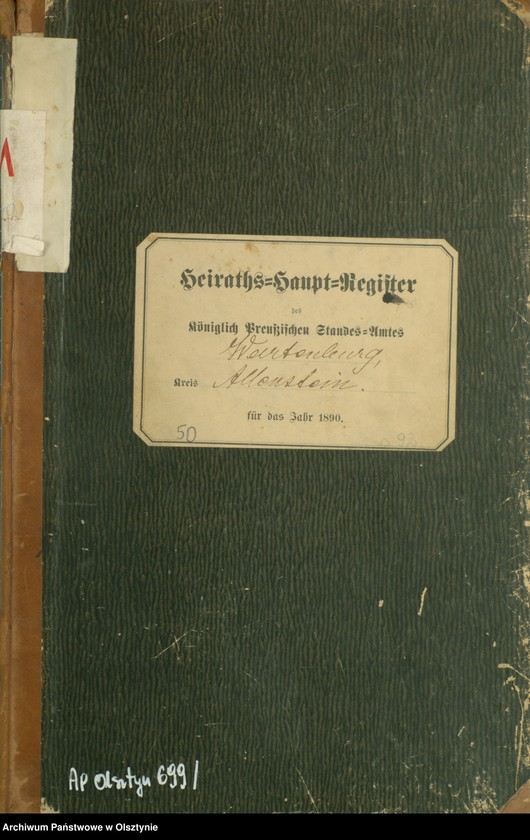 Heiraths=Haupt=Register
des
Königlich Preußischen Standes=Amtes
Wartenburg,
Kreis Allenstein.
für das Jahr 1890.
50
AP Olsztyn 699/
Archiwum Państwowe w Olsztynie